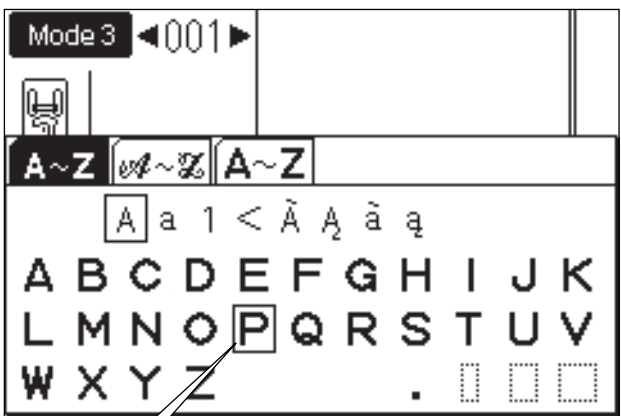 Mode 3 ◄001►
A~Z 𝒜~𝒵 A~Z
A a 1 < À Ą à ą
A B C D E F G H I J K
L M N O P Q R S T U V
W X Y Z .